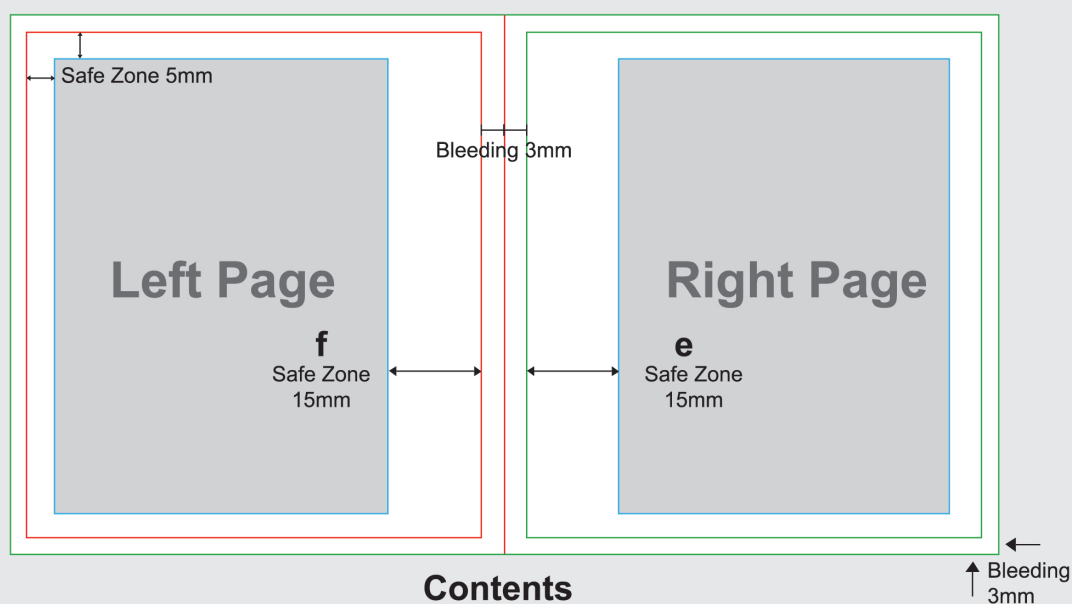 Safe Zone 5mm
Bleeding 3mm
Left Page
Right Page
f
Safe Zone
15mm
e
Safe Zone
15mm
Bleeding
3mm
Contents